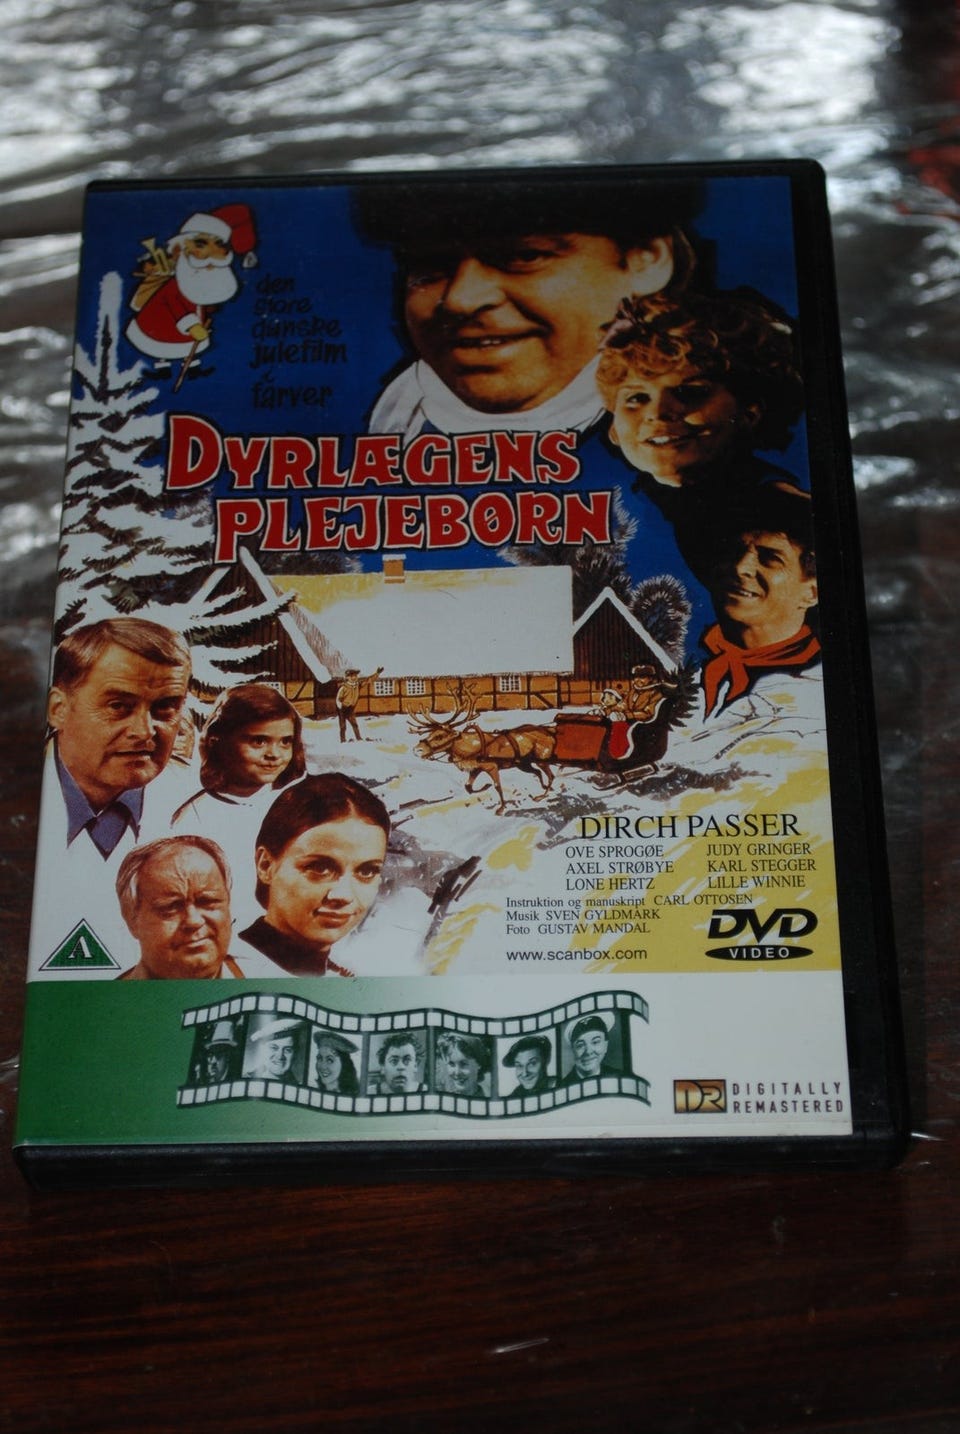 den
store
danske
julefilm
i
farver
DYRLÆGENS
PLEJEBØRN
DIRCH PASSER
OVE SPROGØE JUDY GRINGER
AXEL STRØBYE KARL STEGGER
LONE HERTZ LILLE WINNIE
Instruktion og manuskript CARL OTTOSEN
Musik SVEN GYLDMARK
Foto GUSTAV MANDAL
www.scanbox.com
DVD
VIDEO
A
DR DIGITALLY
REMASTERED